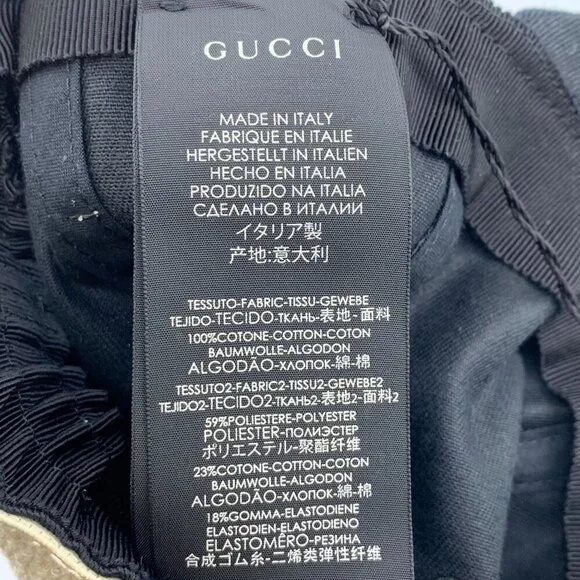 GUCCI
MADE IN ITALY
FABRIQUE EN ITALIE
HERGESTELLT IN ITALIEN
HECHO EN ITALIA
PRODUZIDO NA ITALIA
СДЕЛАНО В ИТАЛИИ
イタリア製
产地:意大利
TESSUTO-FABRIC-TISSU-GEWEBE
TEJIDO-TECIDO-ТКАНЬ-表地-面料
100%COTONE-COTTON-COTON
BAUMWOLLE-ALGODON
ALGODÃO-ХЛОПОК-綿-棉
TESSUTO2-FABRIC2-TISSU2-GEWEBE2
TEJIDO2-TECIDO2-ТКАНЬ2-表地2-面料2
59%POLIESTERE-POLYESTER
POLIESTER-ПОЛИЭСТЕР
ポリエステル-聚酯纤维
23%COTONE-COTTON-COTON
BAUMWOLLE-ALGODON
ALGODÃO-ХЛОПОК-綿-棉
18%GOMMA-ELASTODIENE
ELASTODIEN-ELASTODIENO
ELASTOMÊRO-РЕЗИНА
合成ゴム糸-二烯类弹性纤维